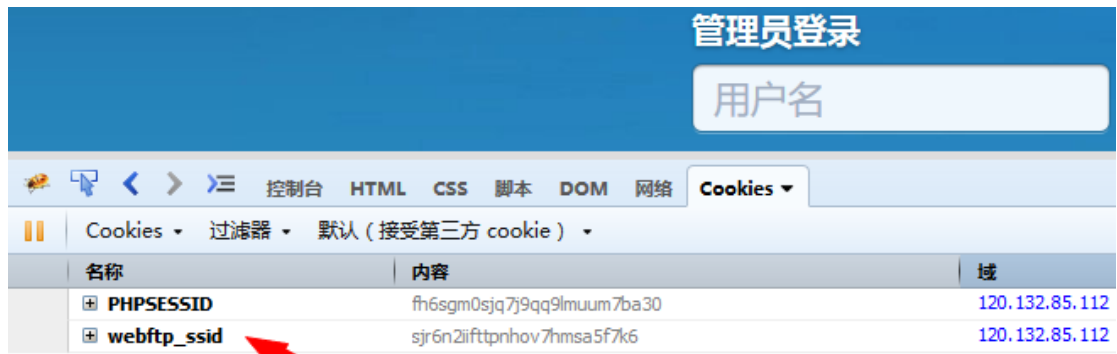 管理员登录
用户名
控制台 HTML CSS 脚本 DOM 网络 Cookies
Cookies 过滤器 默认（接受第三方 cookie）
名称 内容 域
PHPSESSID fh6sgm0sjq7j9qq9lmuum7ba30 120.132.85.112
webftp_ssid sjr6n2iifttpnhov7hmsa5f7k6 120.132.85.112